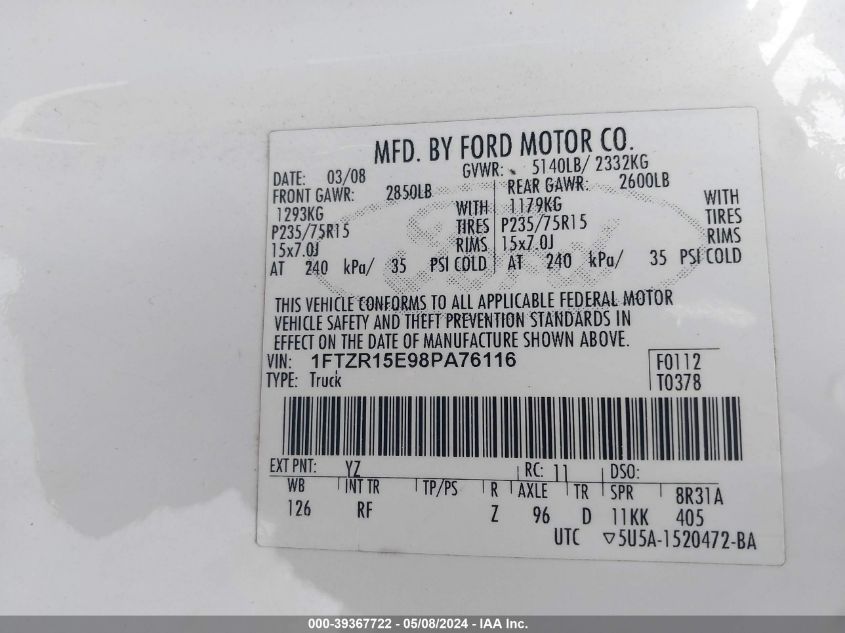 MFD. BY FORD MOTOR CO.
DATE: 03/08 GVWR: 5140LB/ 2332KG
FRONT GAWR: 2850LB REAR GAWR: 2600LB
1293KG WITH 1179KG WITH
P235/75R15 TIRES P235/75R15 TIRES
15x7.0J RIMS 15x7.0J RIMS
AT 240 kPa/ 35 PSI COLD AT 240 kPa/ 35 PSI COLD
THIS VEHICLE CONFORMS TO ALL APPLICABLE FEDERAL MOTOR
VEHICLE SAFETY AND THEFT PREVENTION STANDARDS IN
EFFECT ON THE DATE OF MANUFACTURE SHOWN ABOVE.
VIN: 1FTZR15E98PA76116 F0112
TYPE: Truck T0378
EXT PNT: YZ RC: 11 DSO:
WB INT TR TP/PS R AXLE TR SPR 8R31A
126 RF Z 96 D 11KK 405
UTC ▽5U5A-1520472-BA
000-39367722 - 05/08/2024 - IAA Inc.